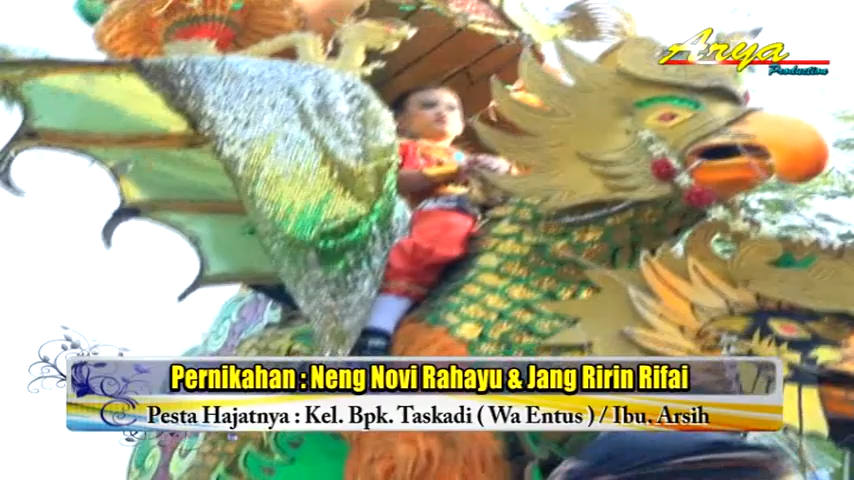 Arya
Production
Pernikahan : Neng Novi Rahayu & Jang Ririn Rifai
Pesta Hajatnya : Kel. Bpk. Taskadi ( Wa Entus ) / Ibu. Arsih